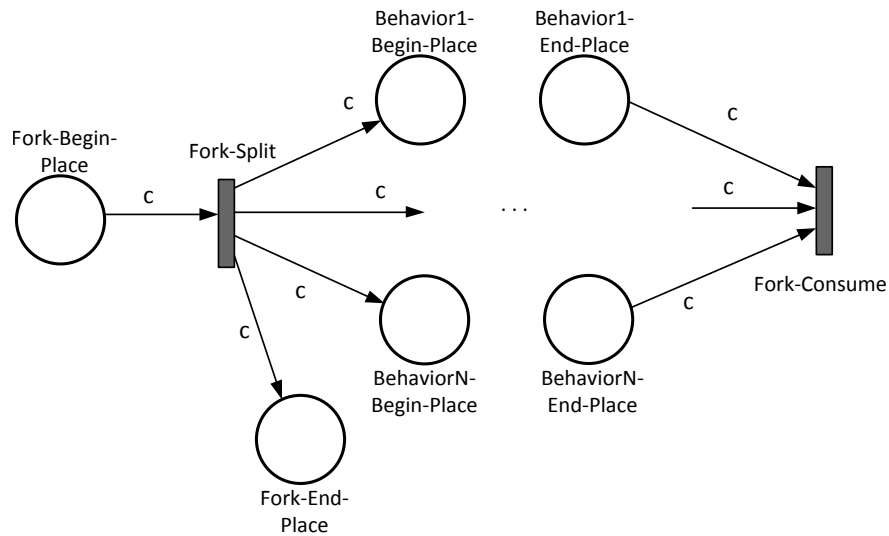 Behavior1-
Begin-Place
Behavior1-
End-Place
Fork-Begin-
Place
Fork-Split
c
c
c
c
c
c
c
c
. . .
Fork-Consume
BehaviorN-
Begin-Place
BehaviorN-
End-Place
Fork-End-
Place